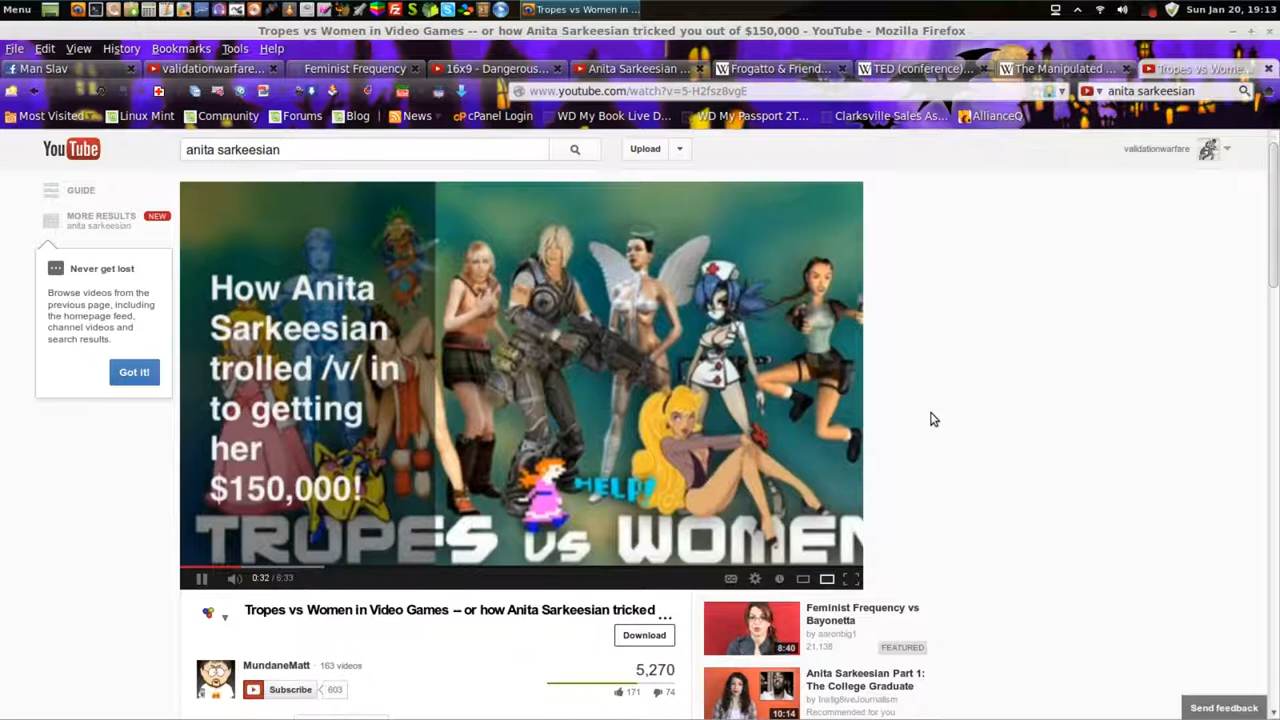 Menu
Tropes vs Women in ...
Sun Jan 20, 19:13
Tropes vs Women in Video Games -- or how Anita Sarkeesian tricked you out of $150,000 - YouTube - Mozilla Firefox
File Edit View History Bookmarks Tools Help
Man Slav
validationwarfare...
Feminist Frequency
16x9 - Dangerous...
Anita Sarkeesian ...
Frogatto & Friend...
TED (conference)...
The Manipulated ...
Tropes vs Wome...
www.youtube.com/watch?v=5-H2fsz8vgE
anita sarkeesian
Most Visited
Linux Mint
Community
Forums
Blog
News
cPanel Login
WD My Book Live D...
WD My Passport 2T...
Clarksville Sales As...
AllianceQ
YouTube
anita sarkeesian
Upload
validationwarfare
GUIDE
MORE RESULTS NEW
anita sarkeesian
Never get lost
Browse videos from the
previous page, including
the homepage feed,
channel videos and
search results.
Got it!
How Anita
Sarkeesian
trolled /v/ in
to getting
her
$150,000!
HELP!
TROPES vs WOMEN
0:32 / 6:33
Tropes vs Women in Video Games -- or how Anita Sarkeesian tricked ...
Download
MundaneMatt · 163 videos
Subscribe 603
5,270
171 74
Feminist Frequency vs
Bayonetta
by aaronbig1
21,138 FEATURED
8:40
Anita Sarkeesian Part 1:
The College Graduate
by Instig8iveJournalism
Recommended for you
10:14
Send feedback